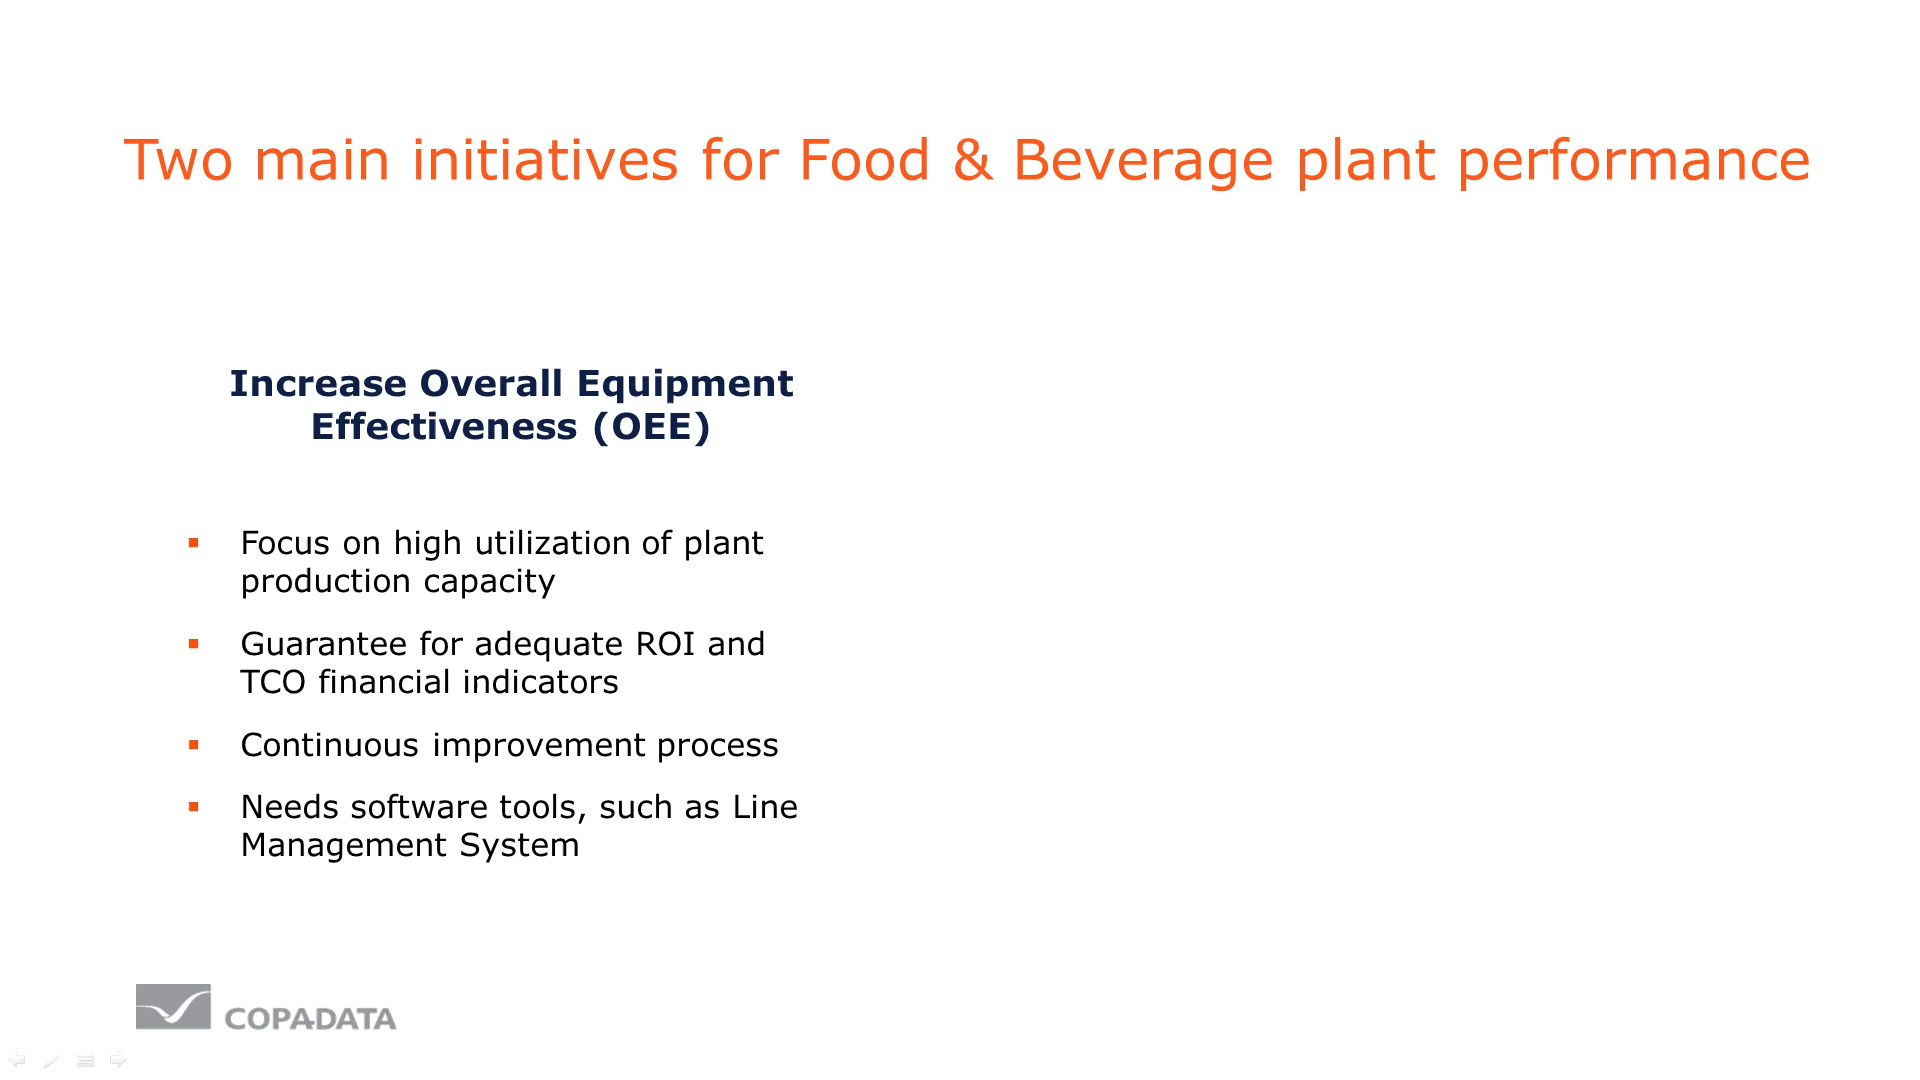 Two main initiatives for Food & Beverage plant performance
Increase Overall Equipment
Effectiveness (OEE)
▪ Focus on high utilization of plant
production capacity
▪ Guarantee for adequate ROI and
TCO financial indicators
▪ Continuous improvement process
▪ Needs software tools, such as Line
Management System
COPADATA